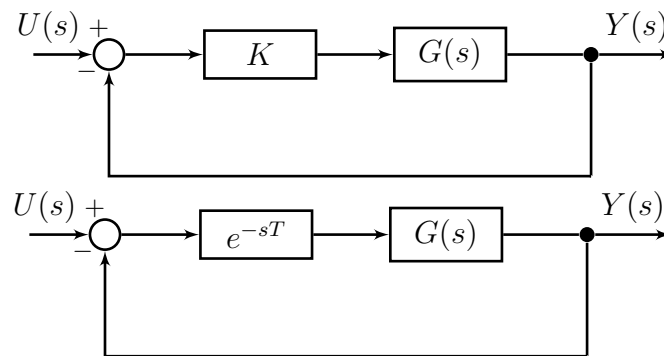 U(s) + Y(s)
− K G(s)
U(s) + Y(s)
− e^{-sT} G(s)